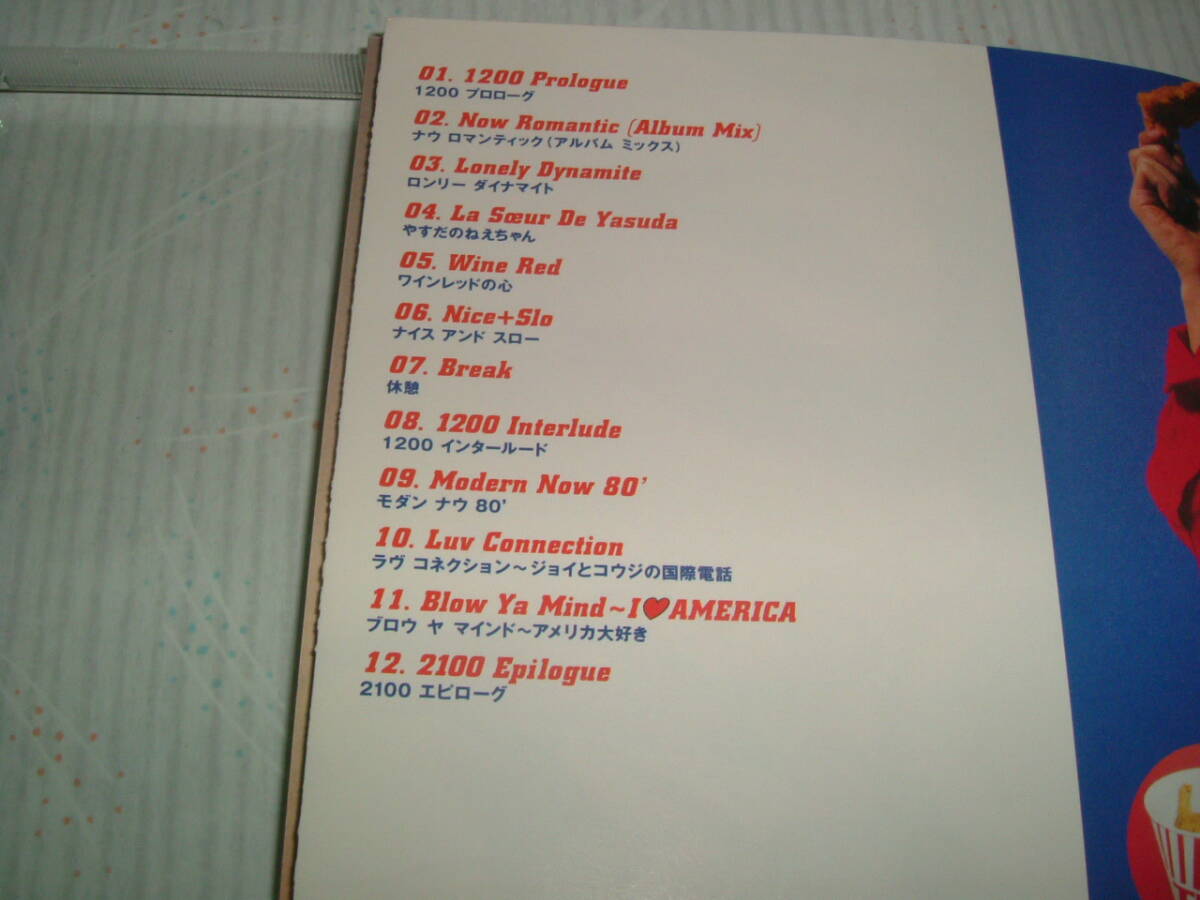 01. 1200 Prologue
1200 プロローグ
02. Now Romantic (Album Mix)
ナウ ロマンティック(アルバム ミックス)
03. Lonely Dynamite
ロンリー ダイナマイト
04. La Sœur De Yasuda
やすだのねえちゃん
05. Wine Red
ワインレッドの心
06. Nice+Slo
ナイス アンド スロー
07. Break
休憩
08. 1200 Interlude
1200 インタールード
09. Modern Now 80'
モダン ナウ 80'
10. Luv Connection
ラヴ コネクション~ジョイとコウジの国際電話
11. Blow Ya Mind~I♥AMERICA
ブロウ ヤ マインド~アメリカ大好き
12. 2100 Epilogue
2100 エピローグ